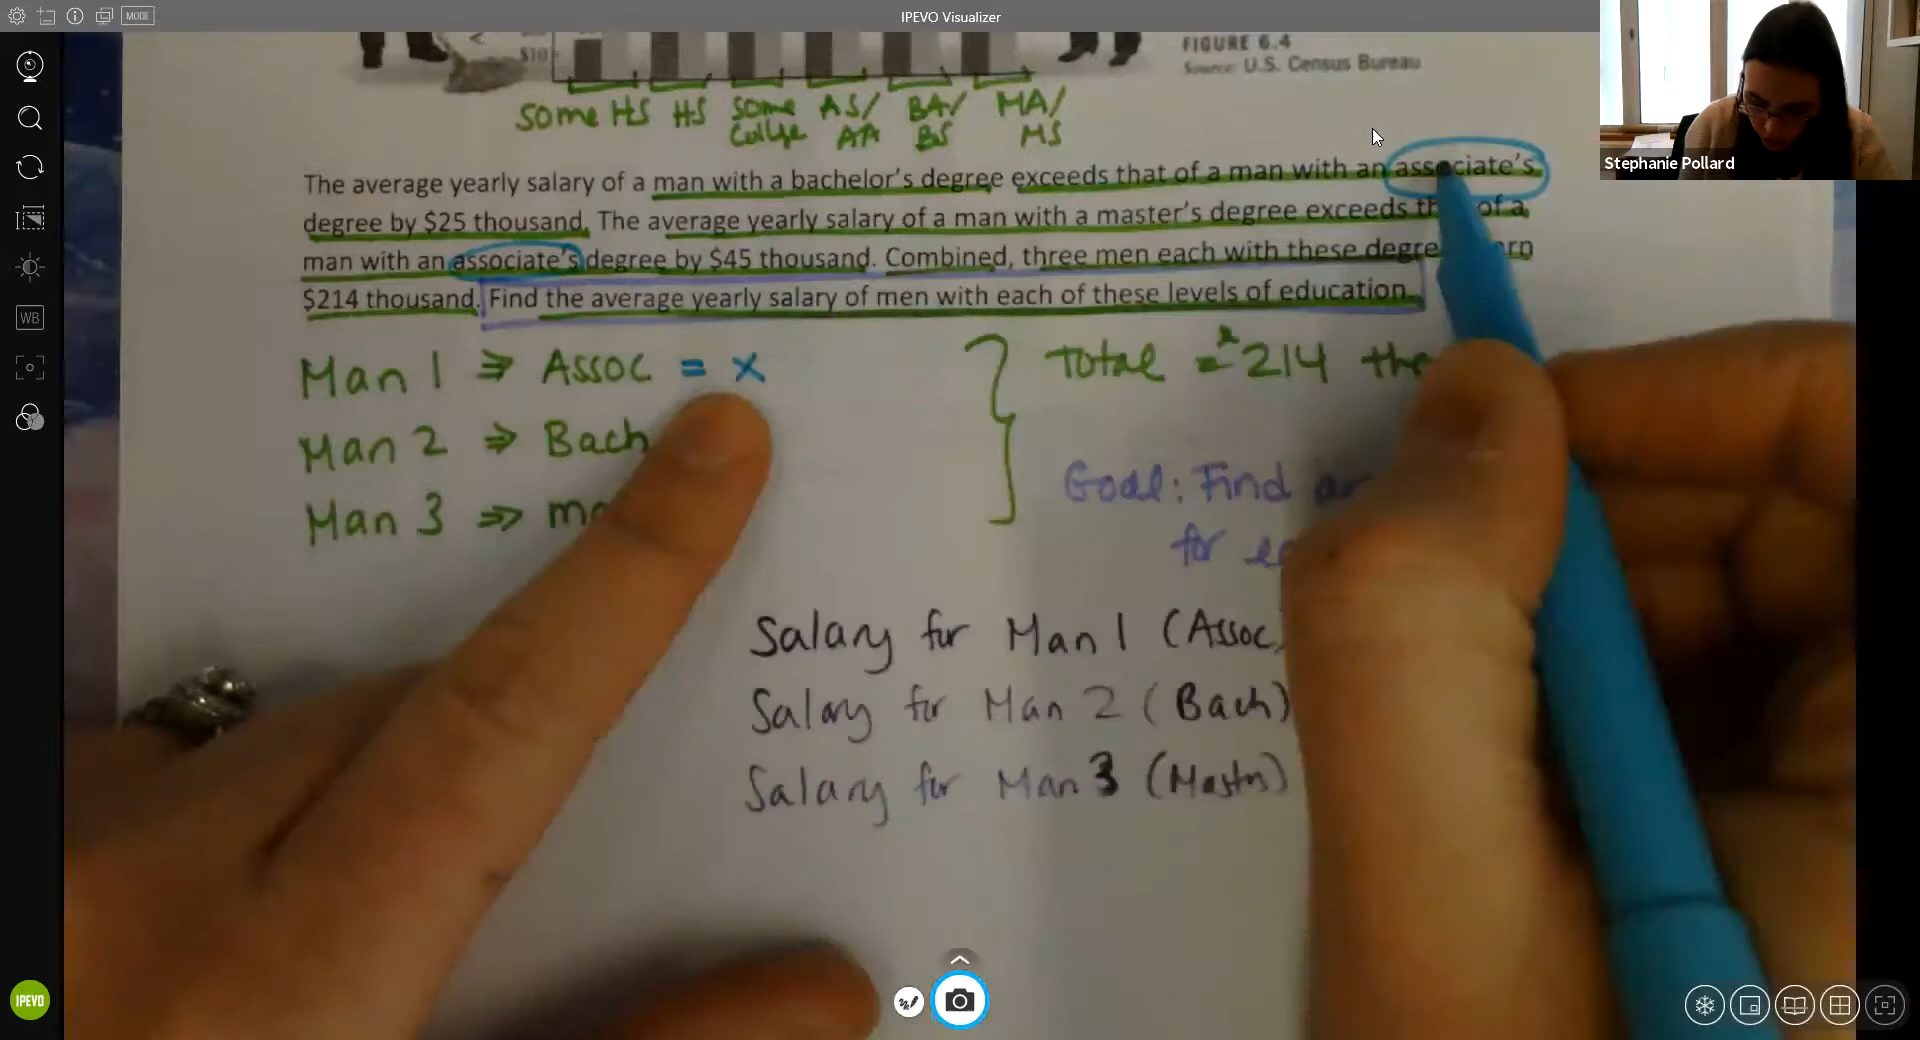 MODE
IPEVO Visualizer
$10
FIGURE 6.4
Source: U.S. Census Bureau
Some HS HS Some College AS/AA BA/BS MA/MS
Stephanie Pollard
The average yearly salary of a man with a bachelor's degree exceeds that of a man with an associate's
degree by $25 thousand. The average yearly salary of a man with a master's degree exceeds of a
man with an associate's degree by $45 thousand. Combined, three men each with these
$214 thousand. Find the average yearly salary of men with each of these levels of education.
Man 1 ⇒ Assoc = x
Total = $214
Man 2 ⇒ Bach
Man 3 ⇒
Goal: Find
for
Salary for Man 1 (Assoc)
Salary for Man 2 (Bach)
Salary for Man 3 (Masters)
WB
IPEVO